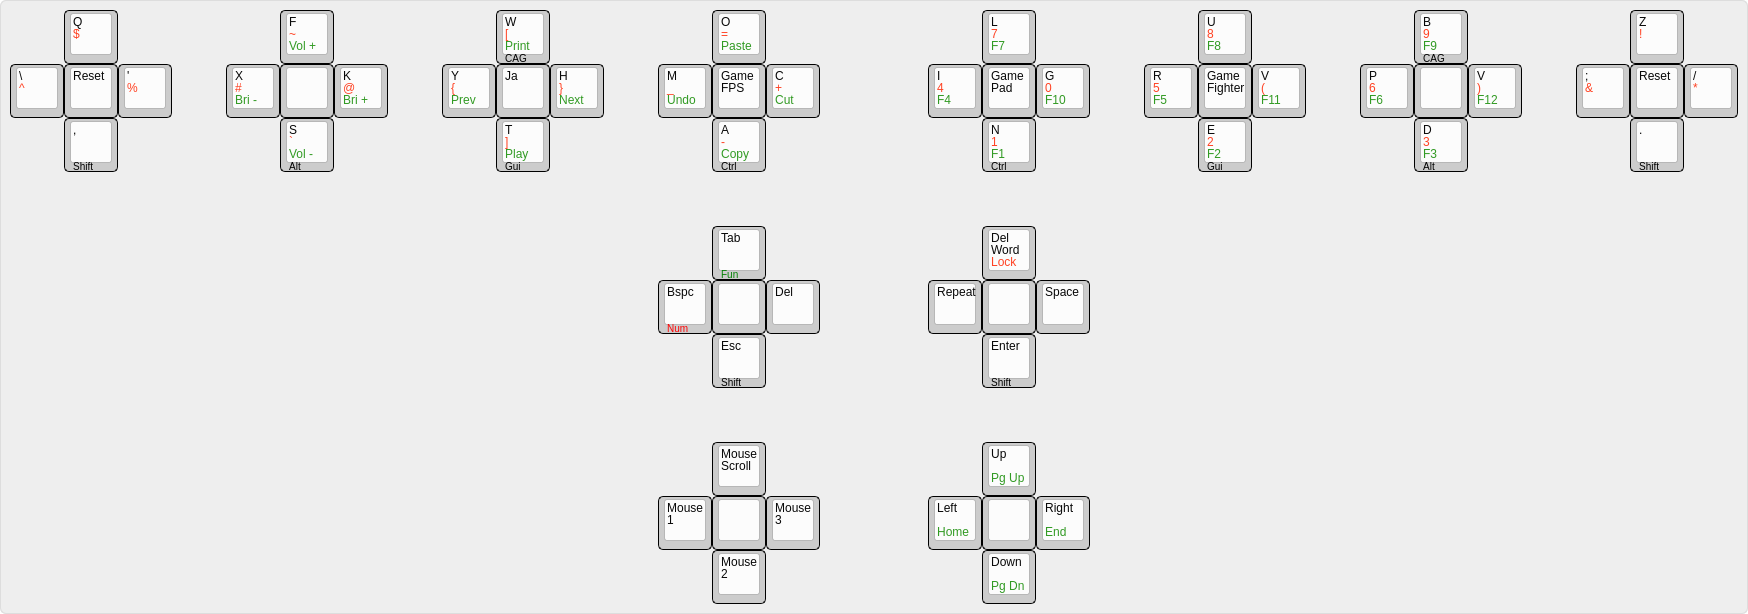 Q
$
F
~
Vol +
W
[
Print
CAG
O
=
Paste
L
7
F7
U
8
F8
B
9
F9
CAG
Z
!
\
^
Reset
'
%
X
#
Bri -
K
@
Bri +
Y
{
Prev
Ja
H
}
Next
M
_
Undo
Game
FPS
C
+
Cut
I
4
F4
Game
Pad
G
0
F10
R
5
F5
Game
Fighter
V
(
F11
P
6
F6
V
)
F12
;
&
Reset
/
*
,
Shift
S
`
Vol -
Alt
T
]
Play
Gui
A
-
Copy
Ctrl
N
1
F1
Ctrl
E
2
F2
Gui
D
3
F3
Alt
.
Shift
Tab
Fun
Del
Word
Lock
Bspc
Num
Del
Repeat
Space
Esc
Shift
Enter
Shift
Mouse
Scroll
Up
Pg Up
Mouse
1
Mouse
3
Left
Home
Right
End
Mouse
2
Down
Pg Dn